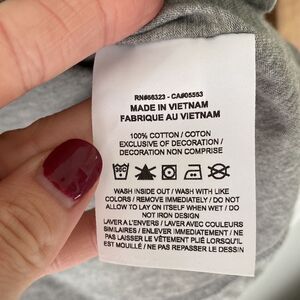 RN#56323 - CA#05553
MADE IN VIETNAM
FABRIQUE AU VIETNAM
100% COTTON / COTON
EXCLUSIVE OF DECORATION /
DECORATION NON COMPRISE
WASH INSIDE OUT / WASH WITH LIKE
COLORS / REMOVE IMMEDIATELY / DO NOT
ALLOW TO LAY ON ITSELF WHEN WET / DO
NOT IRON DESIGN
LAVER A L'ENVERS / LAVER AVEC COULEURS
SIMILAIRES / ENLEVER IMMEDIATEMENT / NE
PAS LAISSER LE VÊTEMENT PLIÉ LORSQU'IL
EST MOUILLÉ / NE PAS REPASSER LE DESSIN